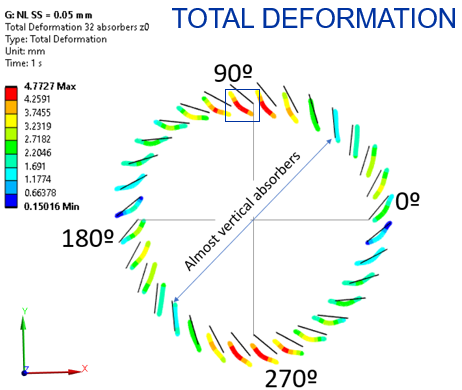 TOTAL DEFORMATION
G: NL SS = 0.05 mm
Total Deformation 32 absorbers z0
Type: Total Deformation
Unit: mm
Time: 1 s
4.7727 Max
4.2591
3.7455
3.2319
2.7182
2.2046
1.691
1.1774
0.66378
0.15016 Min
90º
Almost vertical absorbers
0º
180º
270º
Y
Z
X